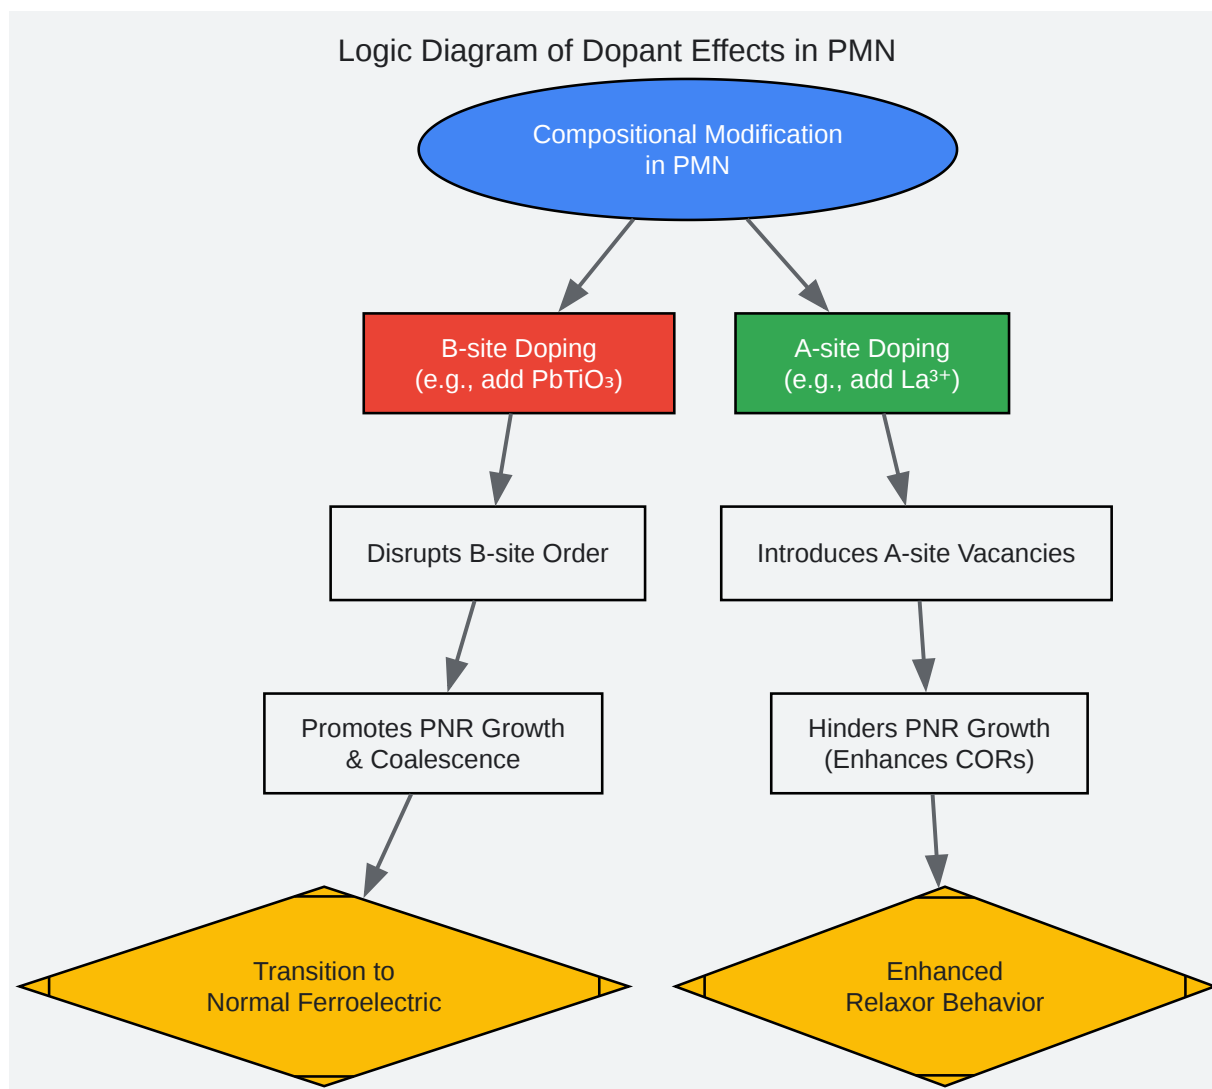 Logic Diagram of Dopant Effects in PMN
Compositional Modification
in PMN
B-site Doping
(e.g., add PbTiO₃)
A-site Doping
(e.g., add La³⁺)
Disrupts B-site Order
Introduces A-site Vacancies
Promotes PNR Growth
& Coalescence
Hinders PNR Growth
(Enhances CORs)
Transition to
Normal Ferroelectric
Enhanced
Relaxor Behavior